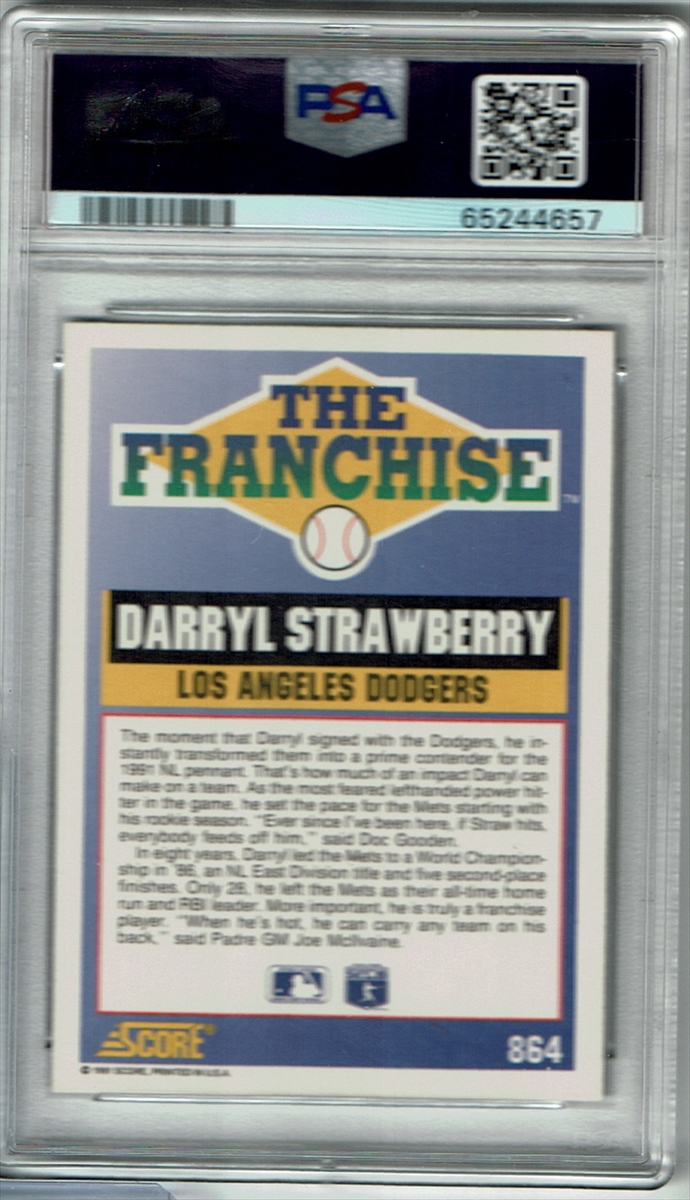 PSA
65244657
THE
FRANCHISE
TM
DARRYL STRAWBERRY
LOS ANGELES DODGERS
The moment that Darryl signed with the Dodgers, he in-
stantly transformed them into a prime contender for the
1991 NL pennant. That's how much of an impact Darryl can
make on a team. As the most feared lefthanded power hit-
ter in the game, he set the pace for the Mets starting with
his rookie season. "Ever since I've been here, if Straw hits,
everybody feeds off him," said Doc Gooden.
In eight years, Darryl led the Mets to a World Champion-
ship in '86, an NL East Division title and five second-place
finishes. Only 28, he left the Mets as their all-time home
run and RBI leader. More important, he is truly a franchise
player. "When he's hot, he can carry any team on his
back," said Padre GM Joe McIlvaine.
SCORE®
864
© 1991 SCORE, PRINTED IN U.S.A.